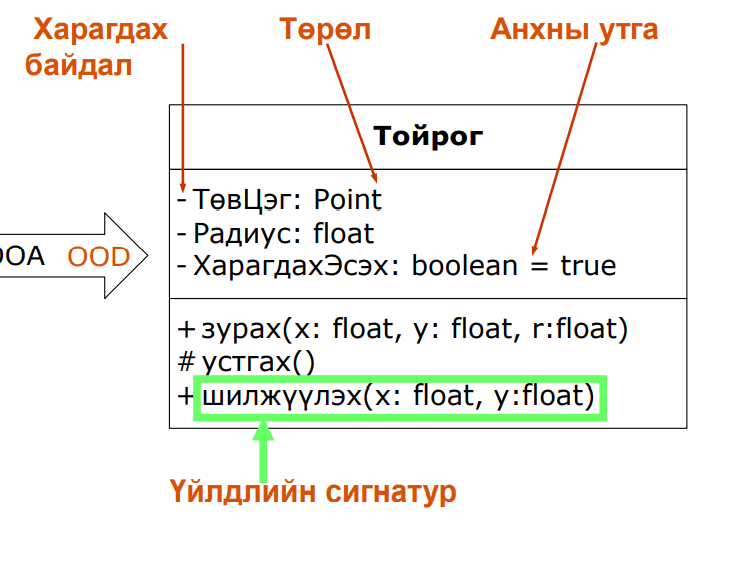 Харагдах
байдал
Төрөл
Анхны утга
Тойрог
- ТөвЦэг: Point
- Радиус: float
- ХарагдахЭсэх: boolean = true
OOA OOD
+ зурах(x: float, y: float, r:float)
# устгах()
+ шилжүүлэх(x: float, y:float)
Үйлдлийн сигнатур